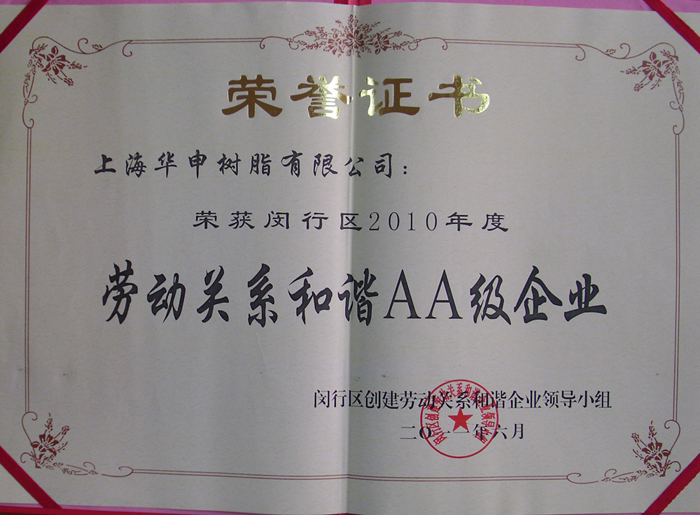 荣誉证书
上海华申树脂有限公司：
荣获闵行区2010年度
劳动关系和谐AA级企业
闵行区创建劳动关系和谐企业领导小组
二〇一一年六月